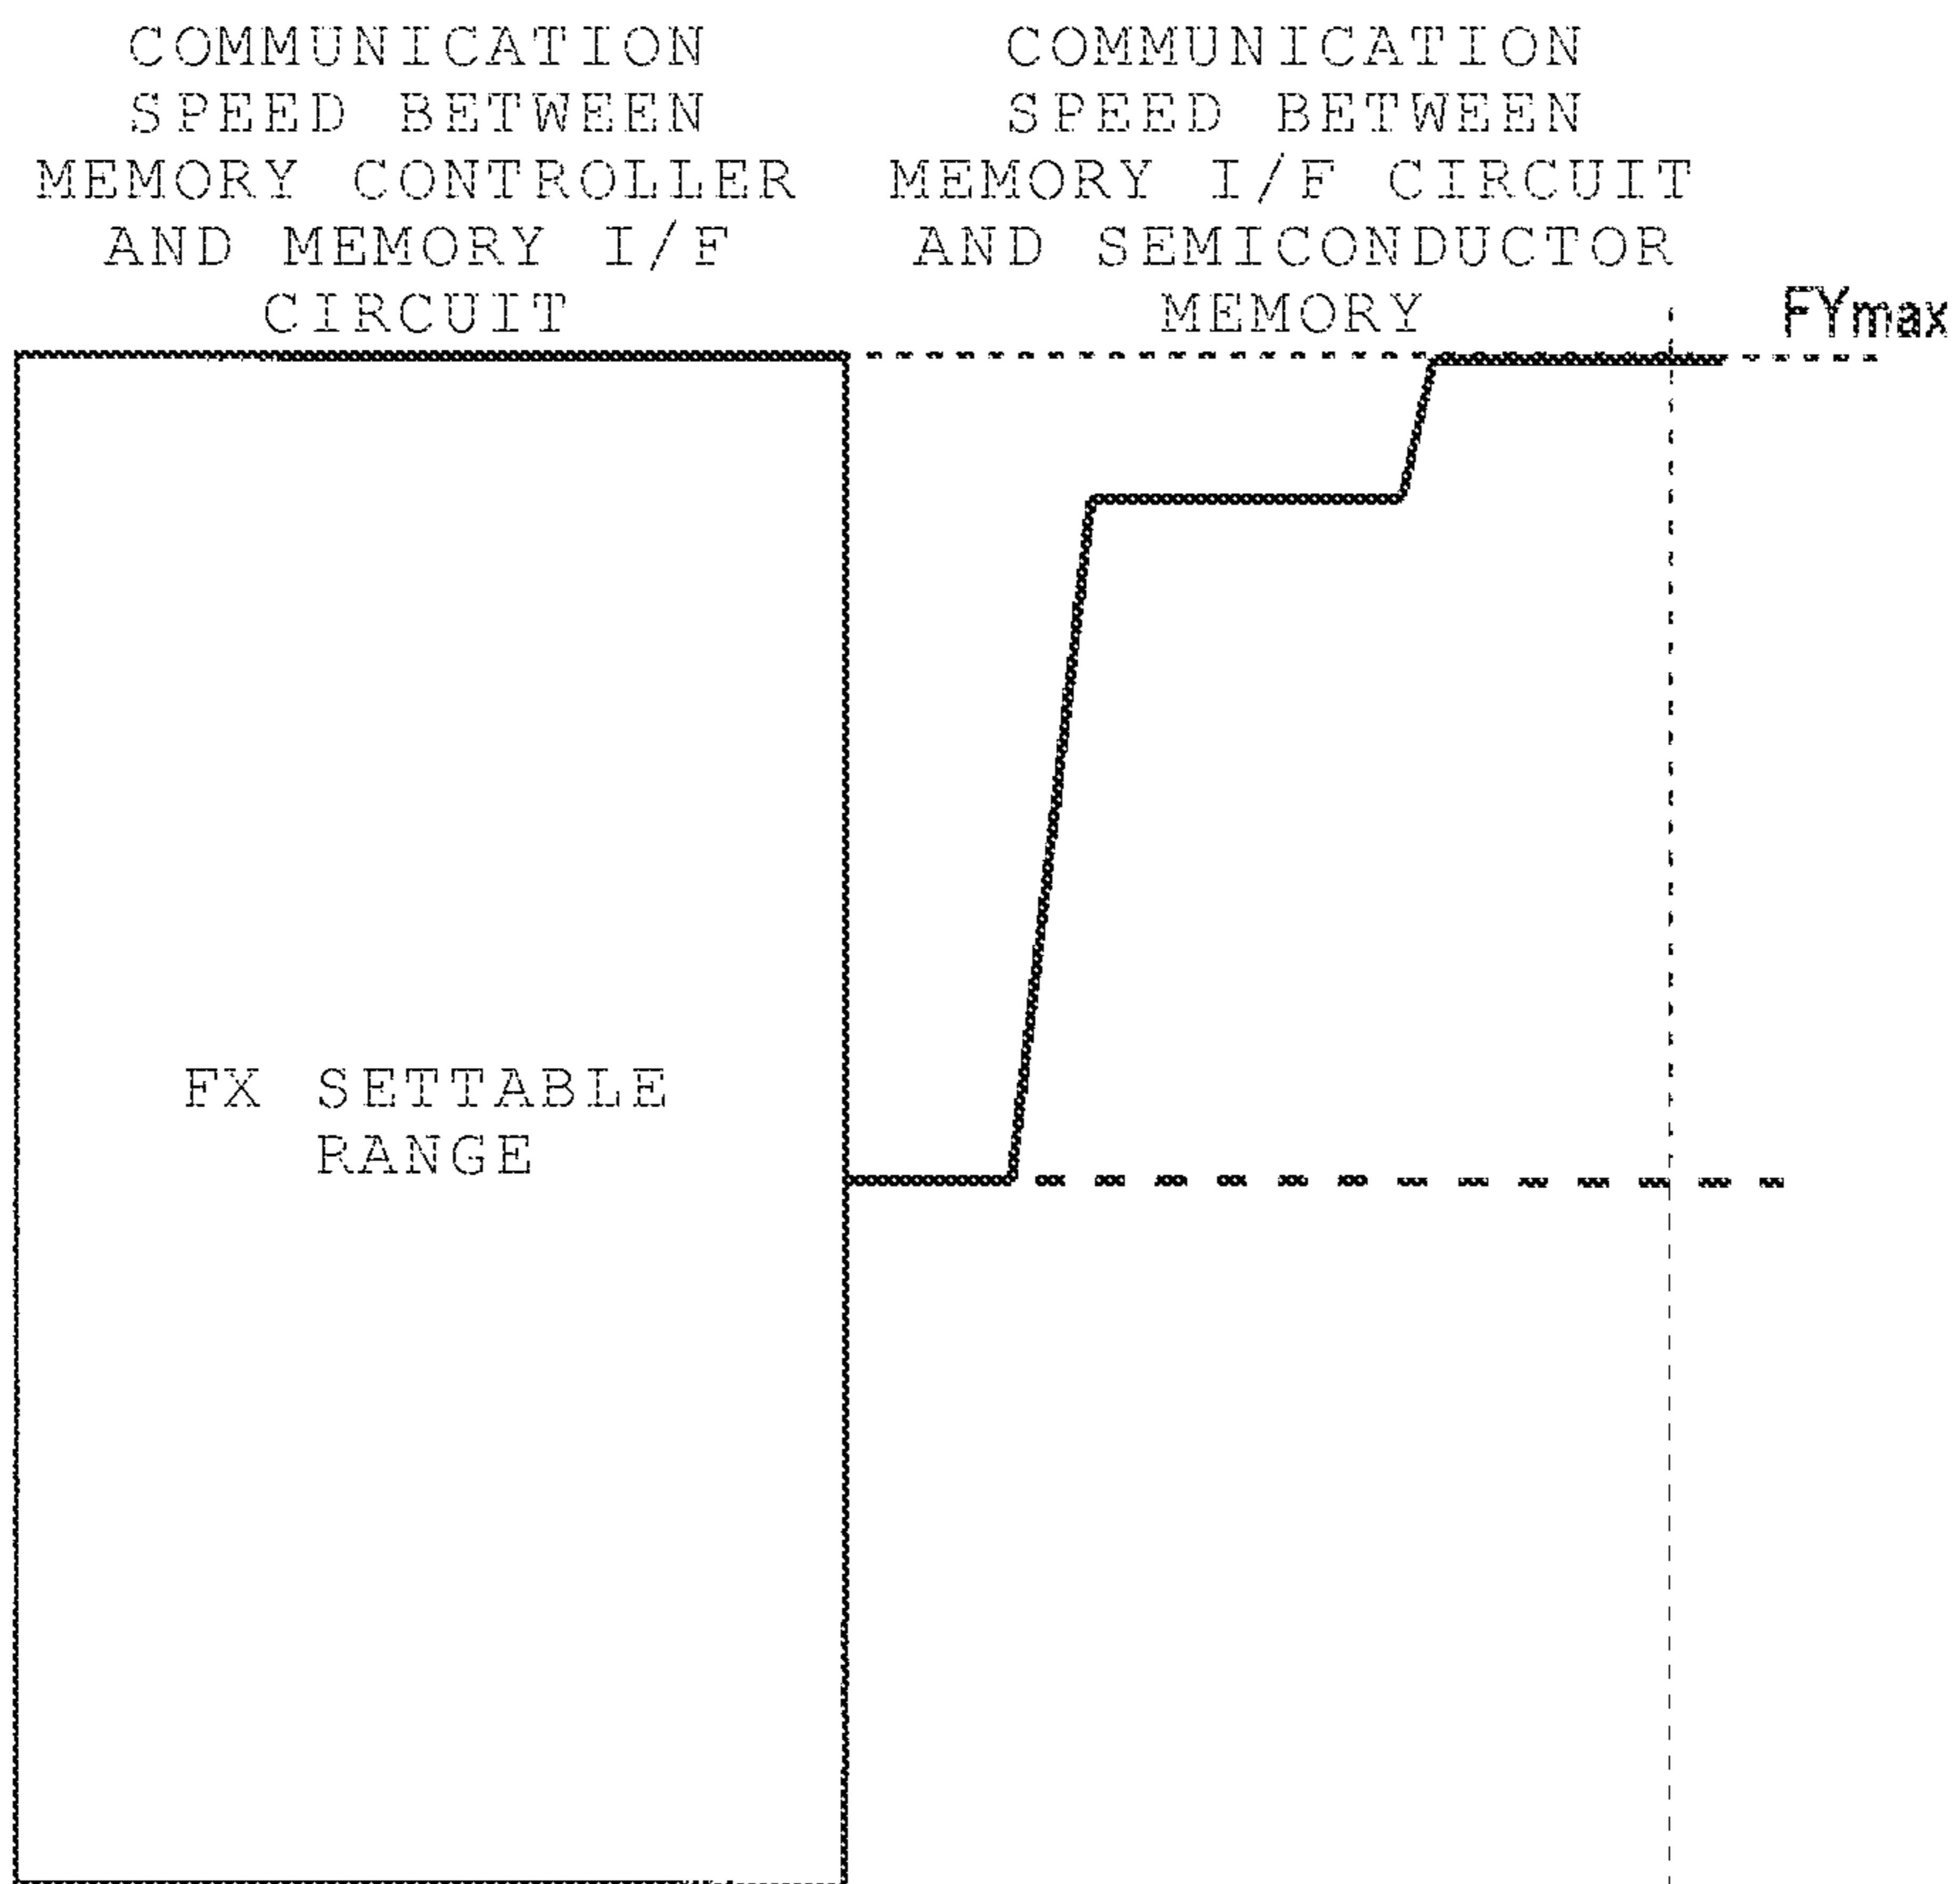 COMMUNICATION
SPEED BETWEEN
MEMORY CONTROLLER
AND MEMORY I/F
CIRCUIT
COMMUNICATION
SPEED BETWEEN
MEMORY I/F CIRCUIT
AND SEMICONDUCTOR
MEMORY
FYmax
FX SETTABLE
RANGE